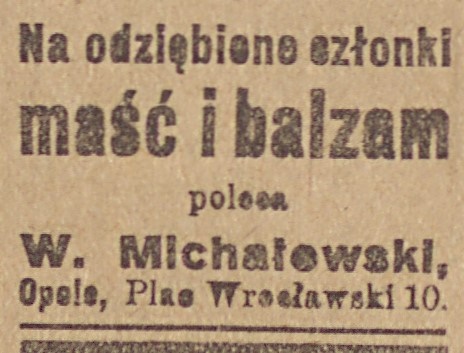 Na odziębione członki
maść i balzam
poleca
W. Michałowski,
Opole, Plac Wrocławski 10.